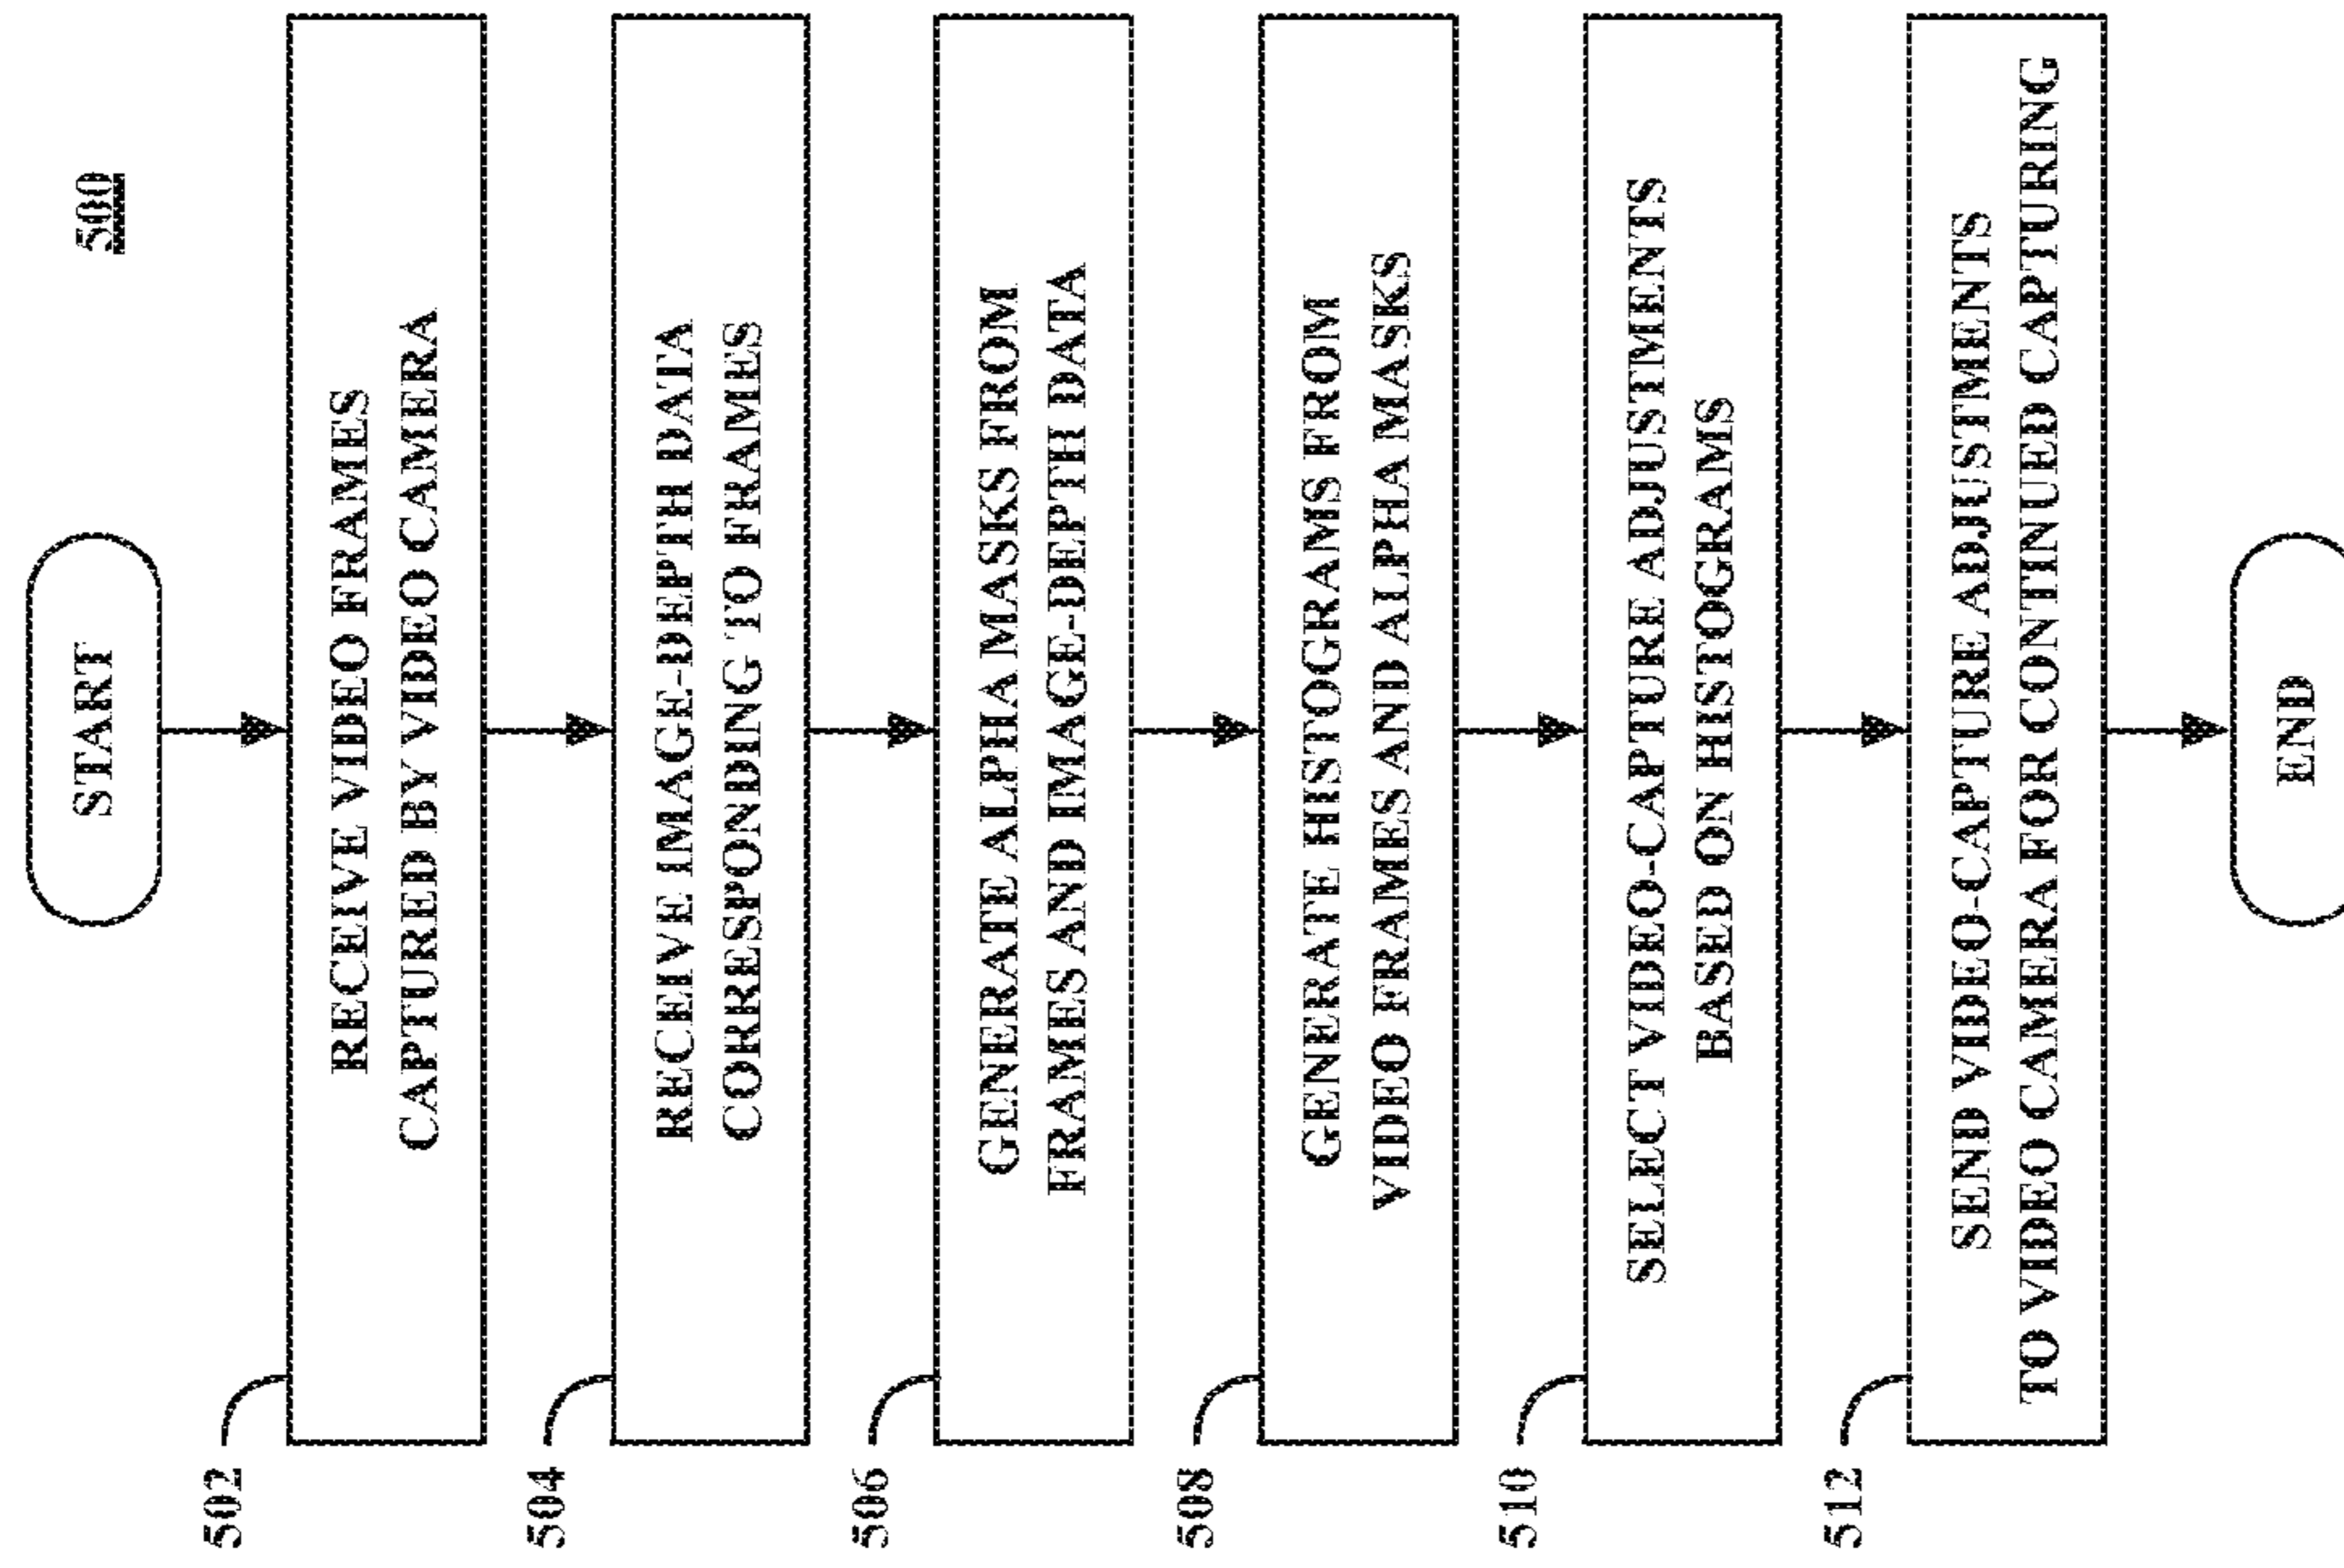 500
START
502
RECEIVE VIDEO FRAMES
CAPTURED BY VIDEO CAMERA
504
RECEIVE IMAGE-DEPTH DATA
CORRESPONDING TO FRAMES
506
GENERATE ALPHA MASKS FROM
FRAMES AND IMAGE-DEPTH DATA
508
GENERATE HISTOGRAMS FROM
VIDEO FRAMES AND ALPHA MASKS
510
SELECT VIDEO-CAPTURE ADJUSTMENTS
BASED ON HISTOGRAMS
512
SEND VIDEO-CAPTURE ADJUSTMENTS
TO VIDEO CAMERA FOR CONTINUED CAPTURING
END